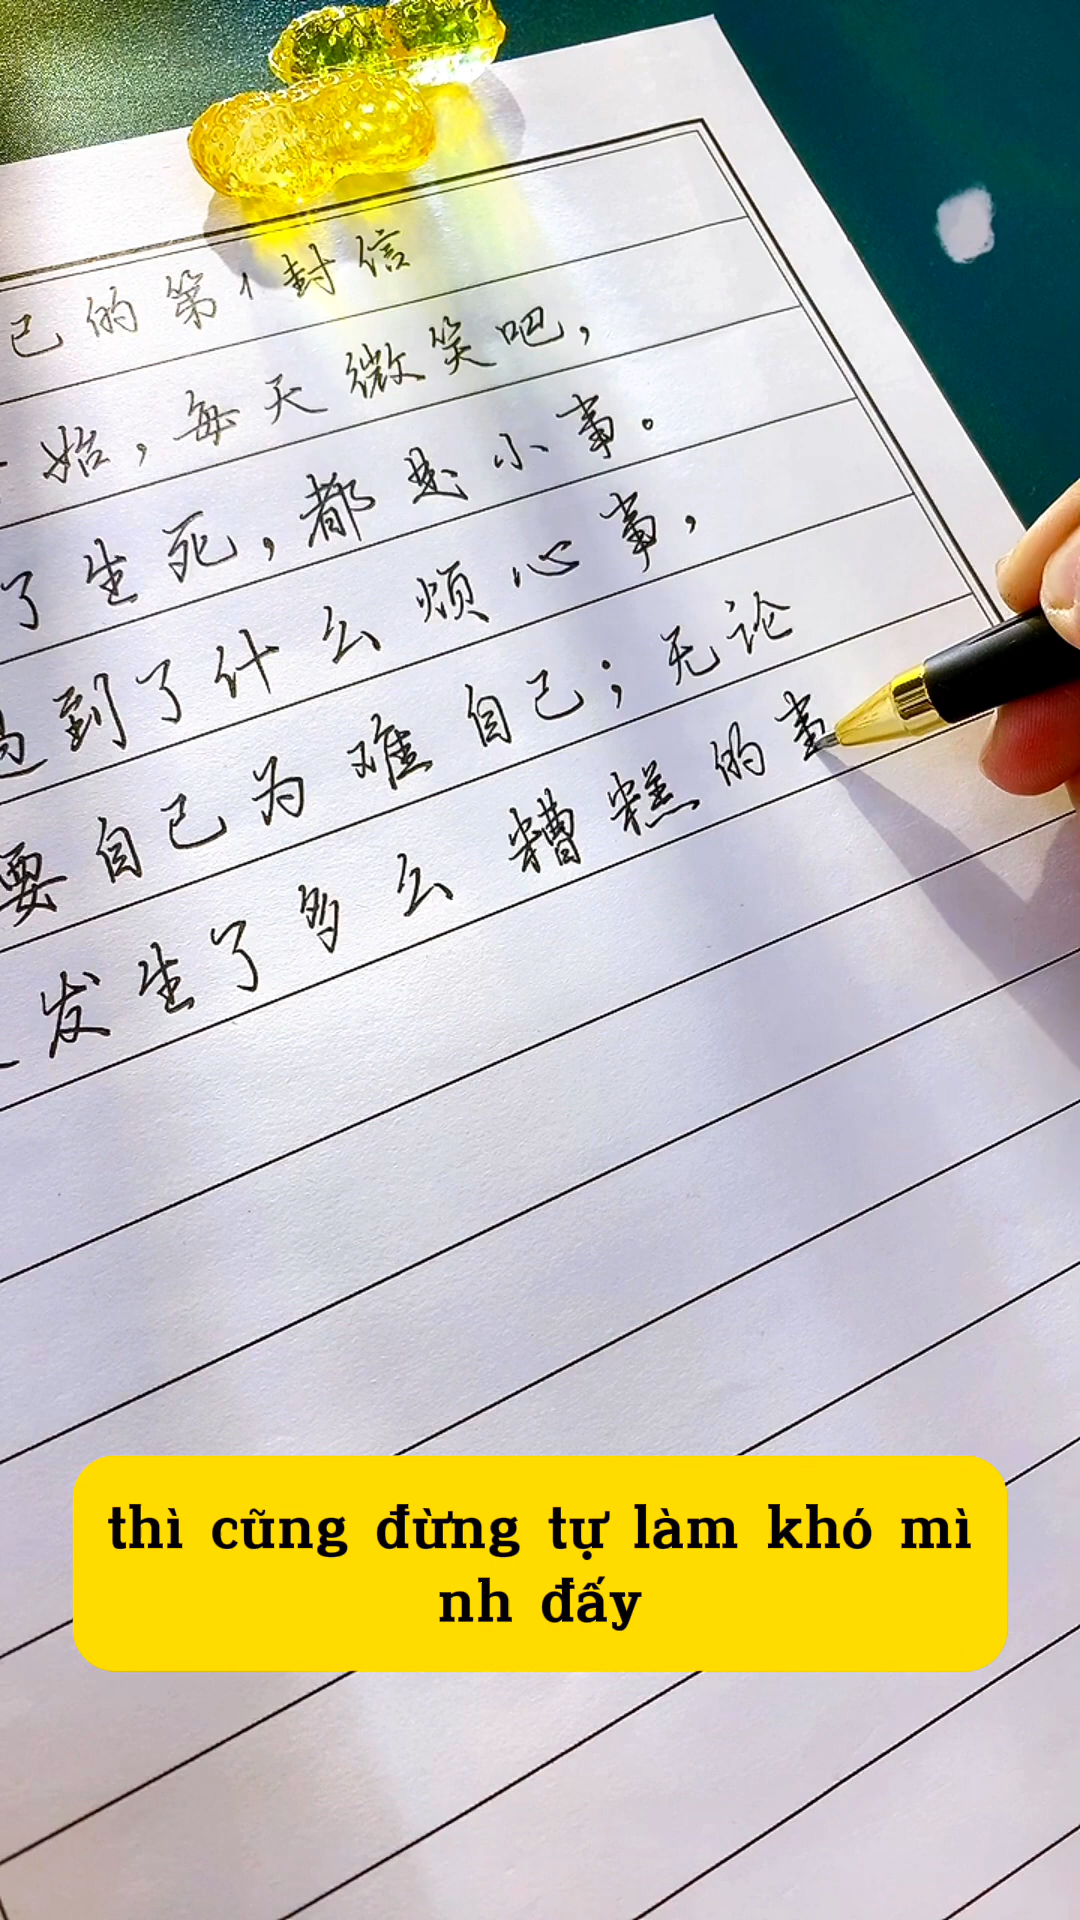 己的第1封信
始，每天微笑吧，
了生死，都是小事。
到了什么烦心事，
要自己为难自己；无论
发生了多么糟糕的事
thì cũng đừng tự làm khó mì
nh đấy